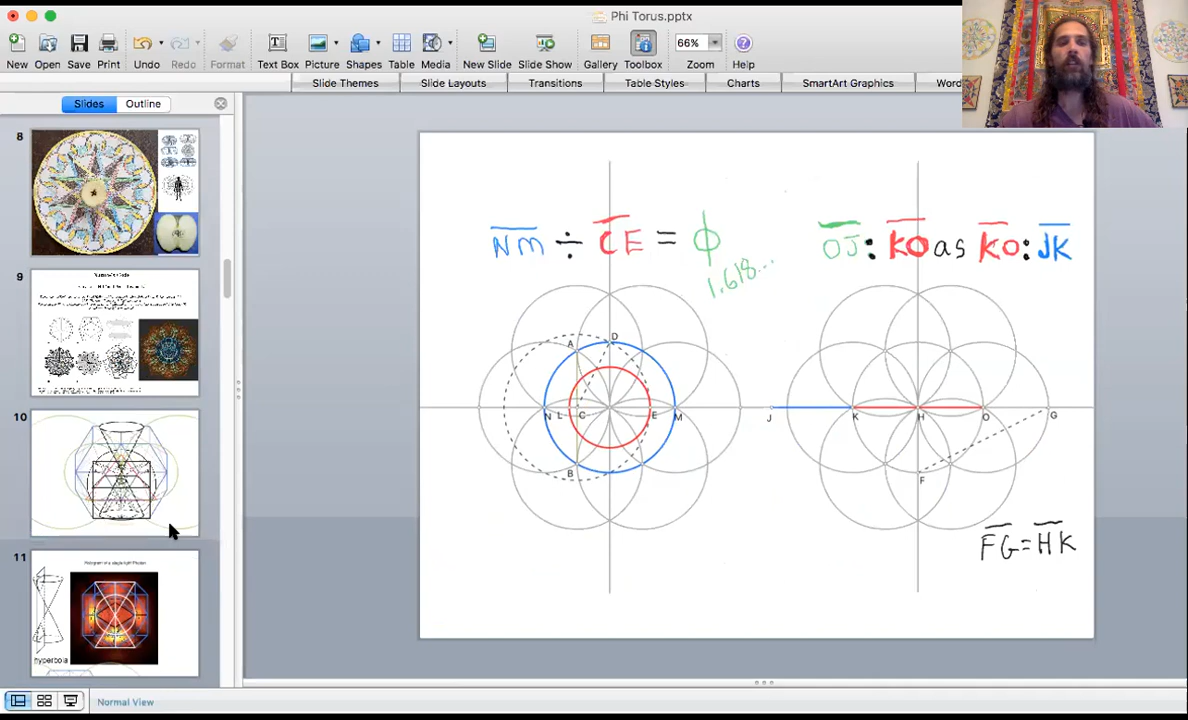 Phi Torus.pptx
New Open Save Print Undo Redo Format Text Box Picture Shapes Table Media New Slide Slide Show Gallery Toolbox Zoom Help
66%
Slide Themes Slide Layouts Transitions Table Styles Charts SmartArt Graphics Wor
Slides Outline
8
9
10
11
hyperbola
NM ÷ CE = ϕ
1.618...
OJ : KO as KO : JK
A D
N L C E M
B
J K H O G
F
FG = HK
Normal View